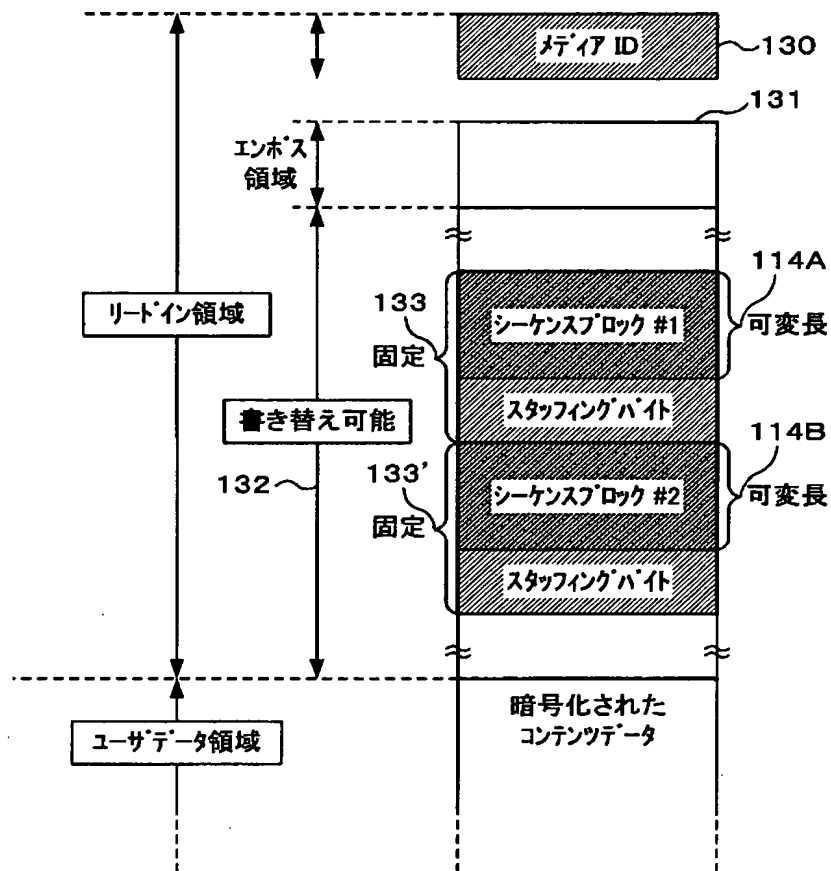 メディア ID
130
131
エンボス
領域
114A
133
シーケンスブロック #1
可変長
リードイン領域
固定
スタッフィングバイト
書き替え可能
114B
132
133'
シーケンスブロック #2
可変長
固定
スタッフィングバイト
暗号化された
コンテンツデータ
ユーザデータ領域